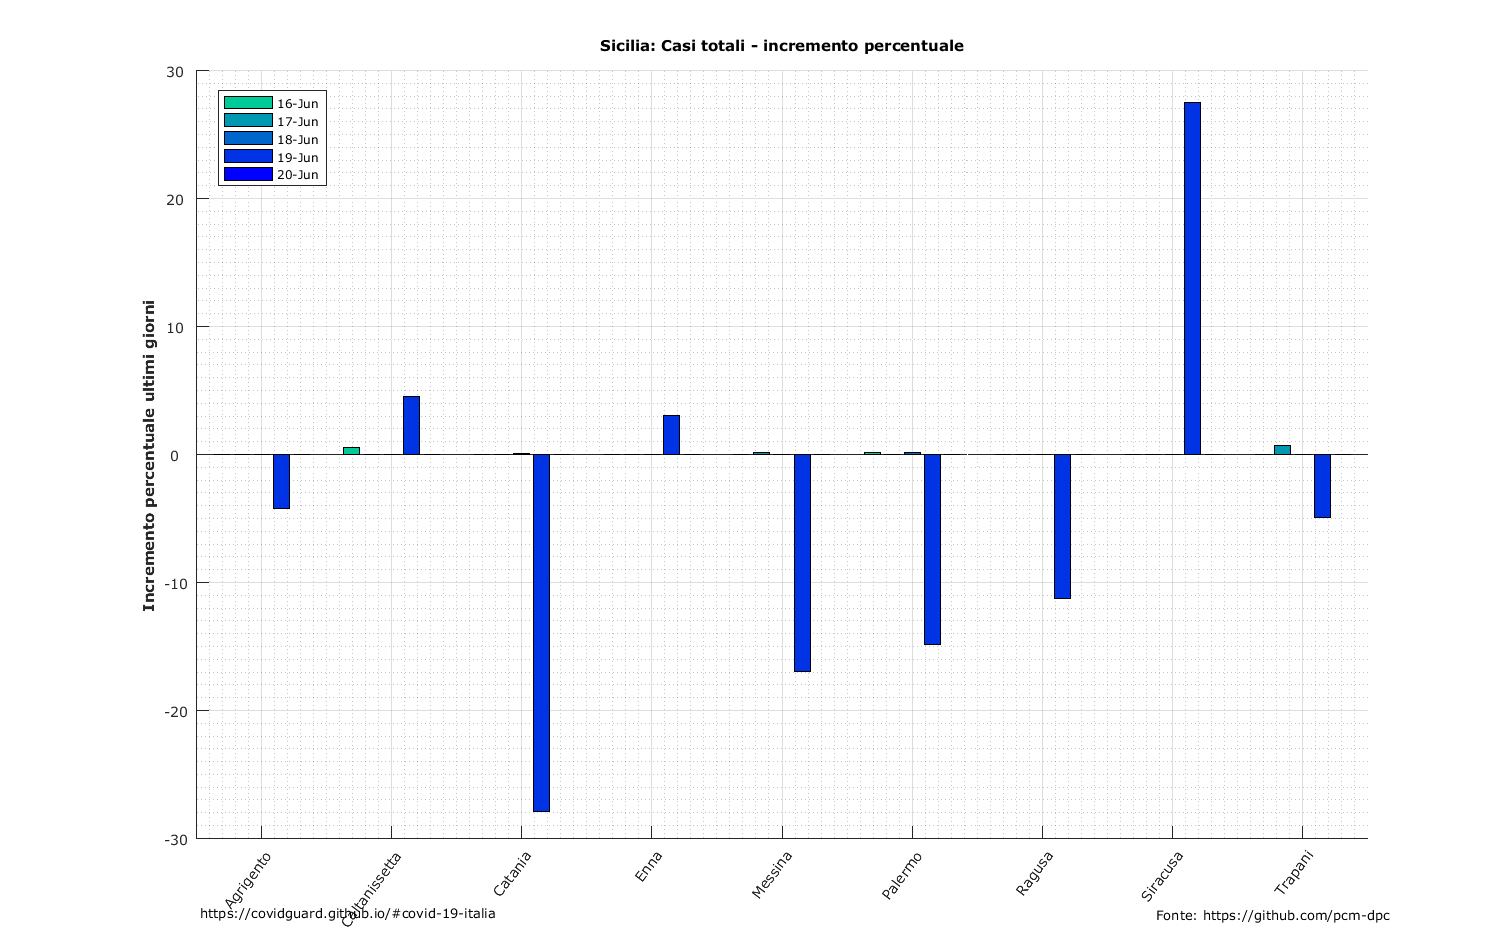 Sicilia: Casi totali - incremento percentuale
30
20
10
0
-10
-20
-30
Incremento percentuale ultimi giorni
16-Jun
17-Jun
18-Jun
19-Jun
20-Jun
Agrigento
Caltanissetta
Catania
Enna
Messina
Palermo
Ragusa
Siracusa
Trapani
https://covidguard.github.io/#covid-19-italia
Fonte: https://github.com/pcm-dpc